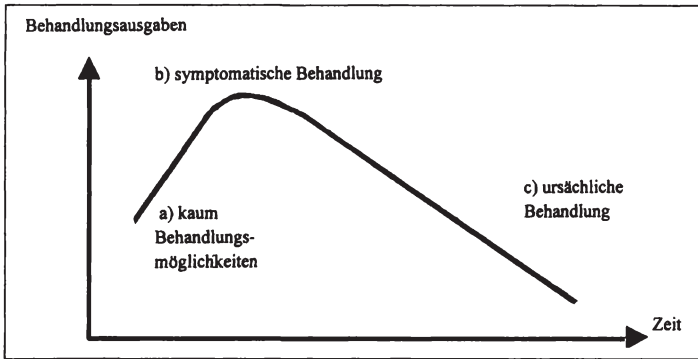 Behandlungsausgaben
b) symptomatische Behandlung
a) kaum
Behandlungs-
möglichkeiten
c) ursächliche
Behandlung
Zeit